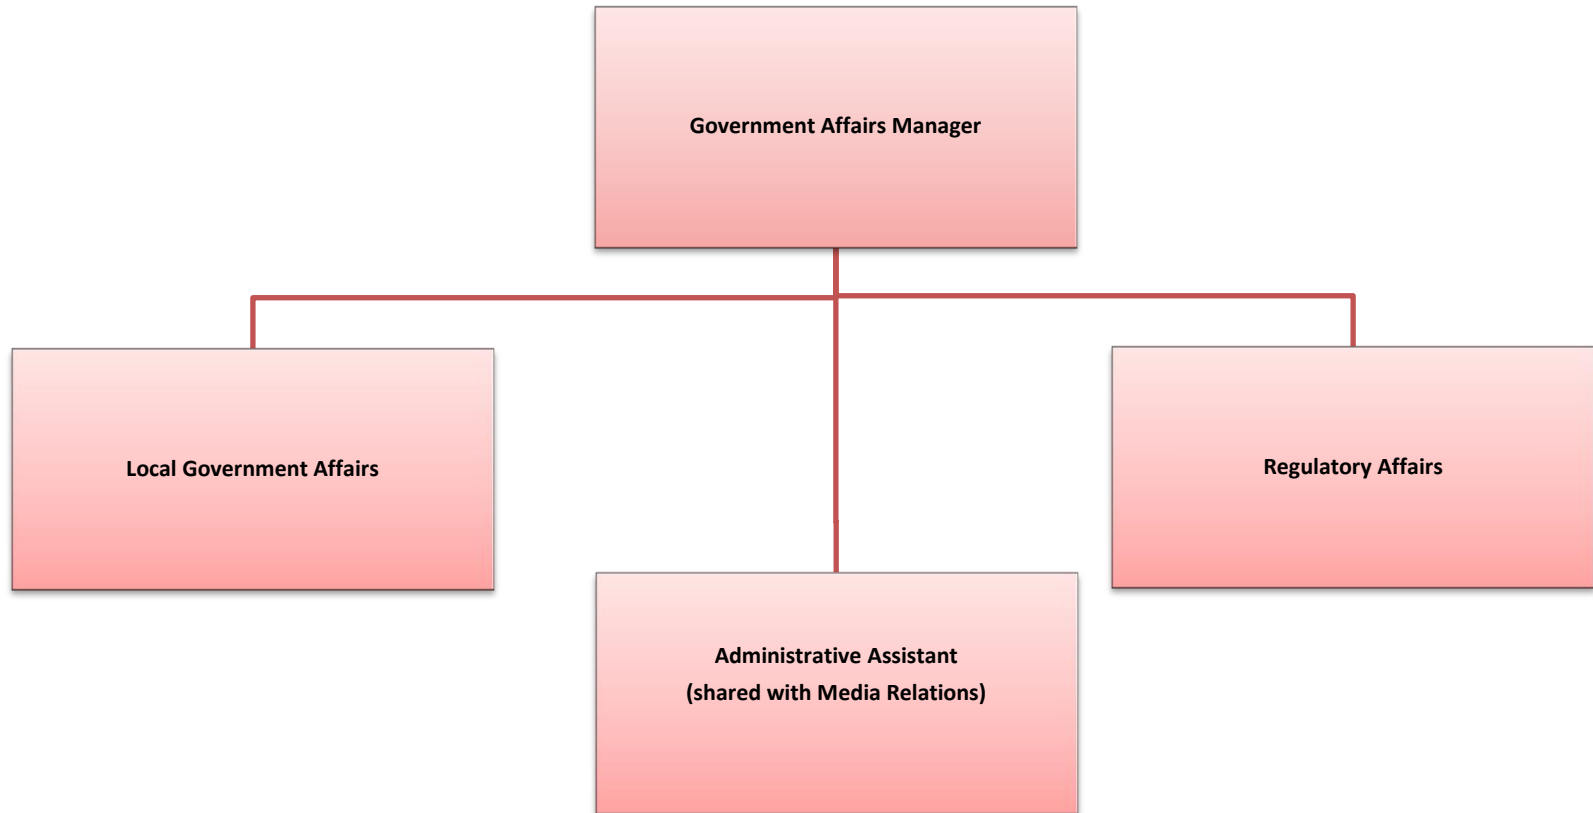 Government Affairs Manager
Local Government Affairs
Regulatory Affairs
Administrative Assistant
(shared with Media Relations)